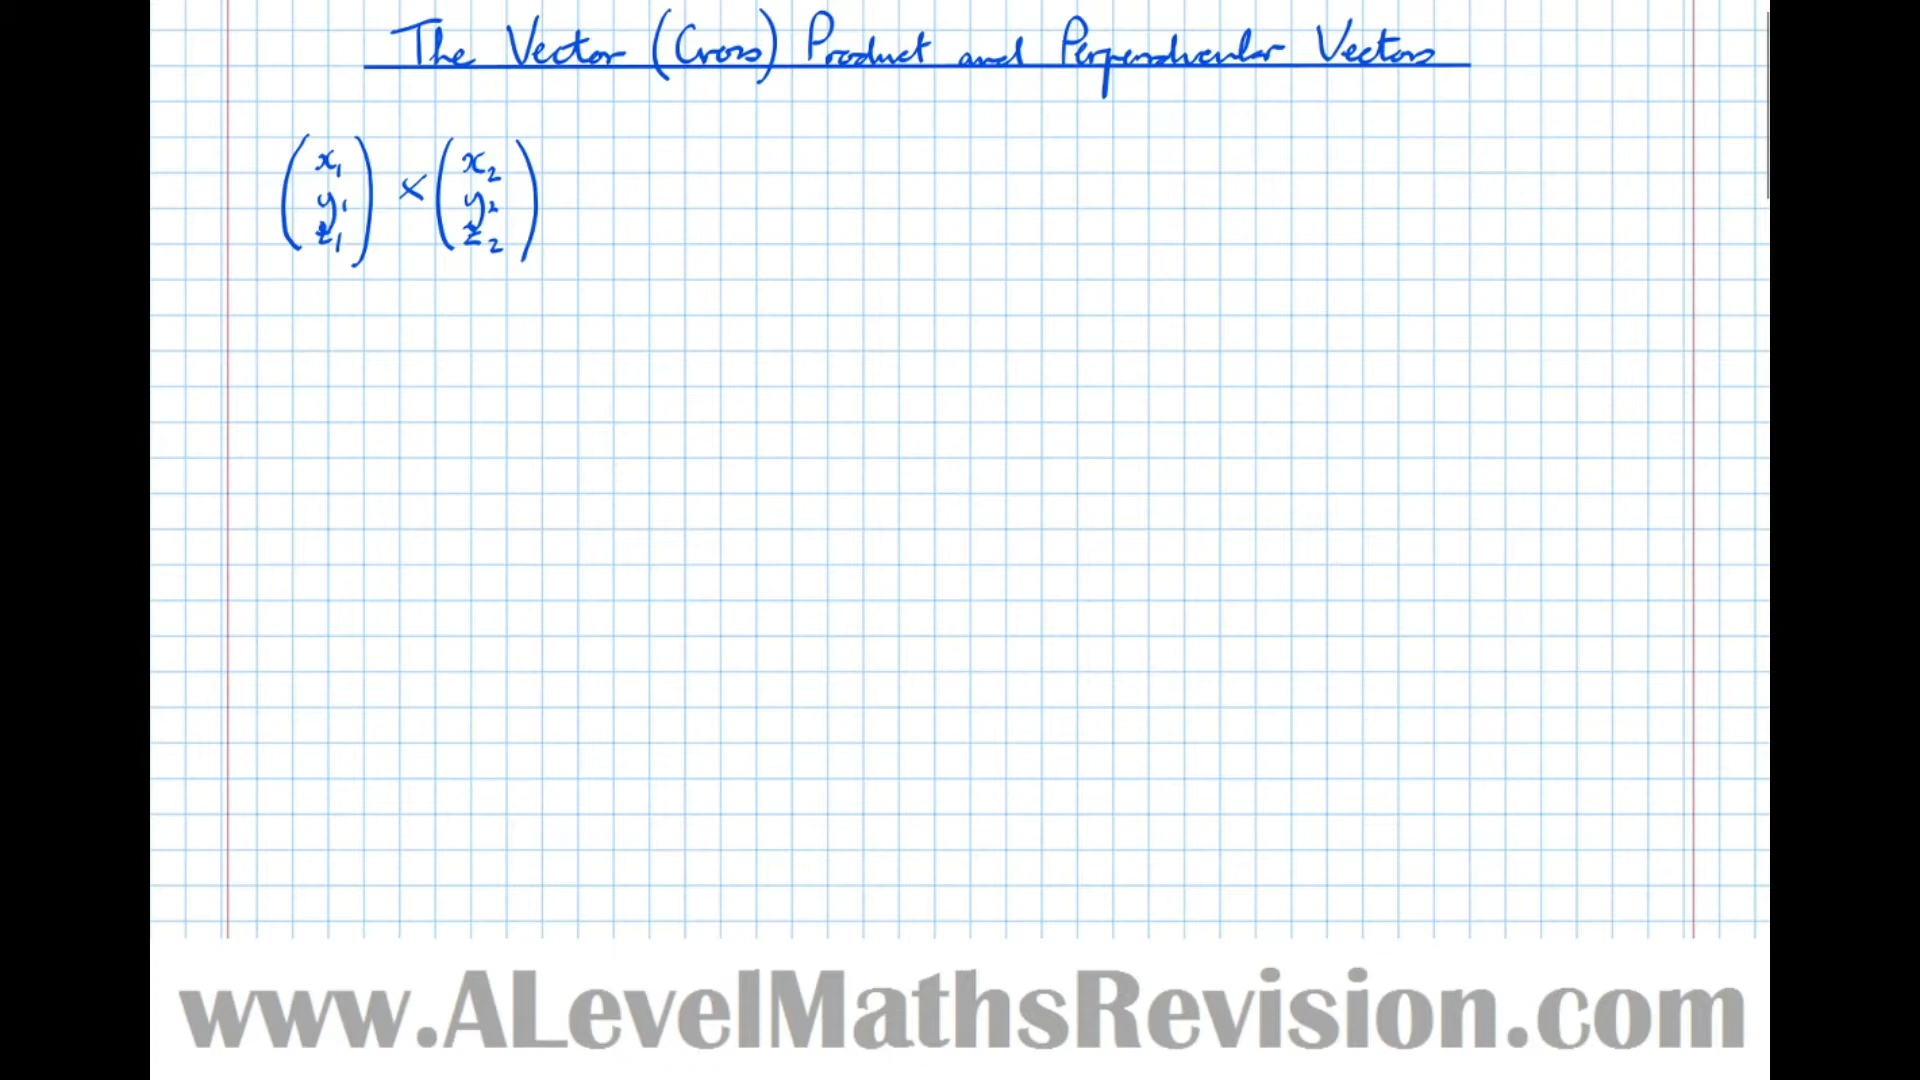 The Vector (Cross) Product and Perpendicular Vectors
(x₁ y₁ z₁) × (x₂ y₂ z₂)
www.ALevelMathsRevision.com